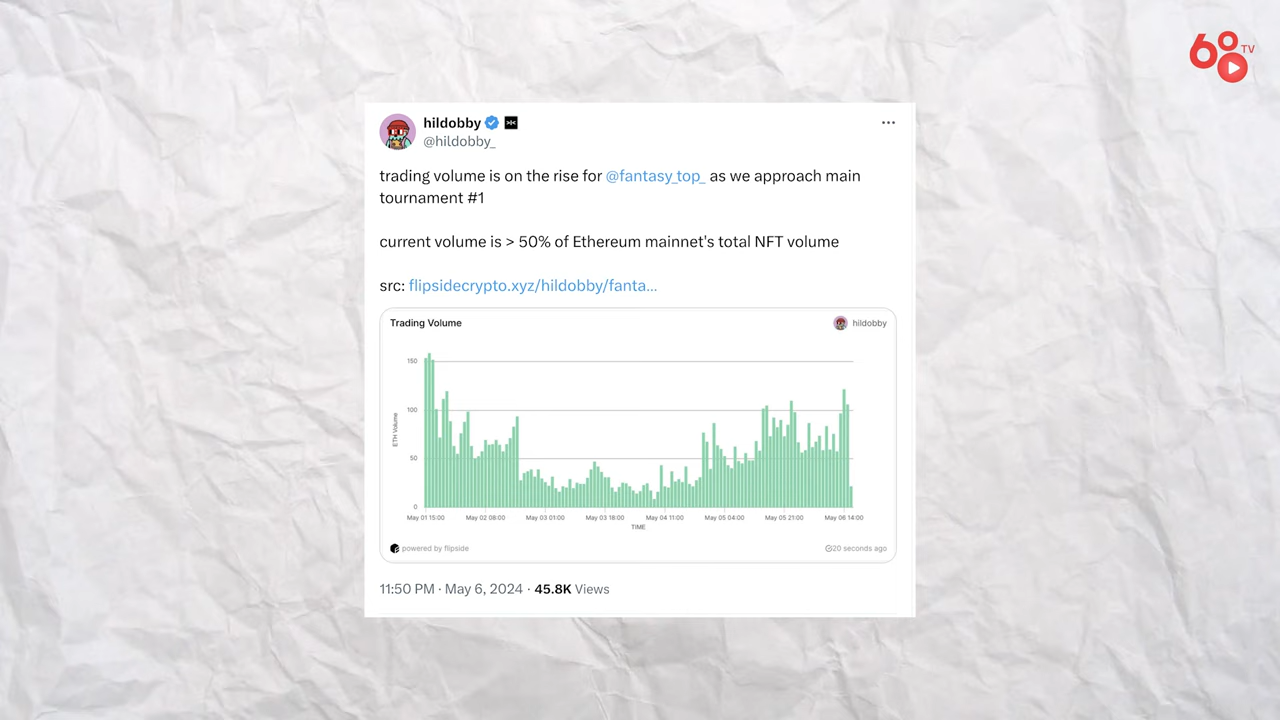 68
TV
hildobby
@hildobby_
trading volume is on the rise for @fantasy_top_ as we approach main
tournament #1
current volume is > 50% of Ethereum mainnet's total NFT volume
src: flipsidecrypto.xyz/hildobby/fanta...
Trading Volume
hildobby
150
100
50
0
ETH Volume
May 01 15:00 May 02 08:00 May 03 01:00 May 03 18:00 May 04 11:00 May 05 04:00 May 05 21:00 May 06 14:00
TIME
powered by flipside
20 seconds ago
11:50 PM · May 6, 2024 · 45.8K Views